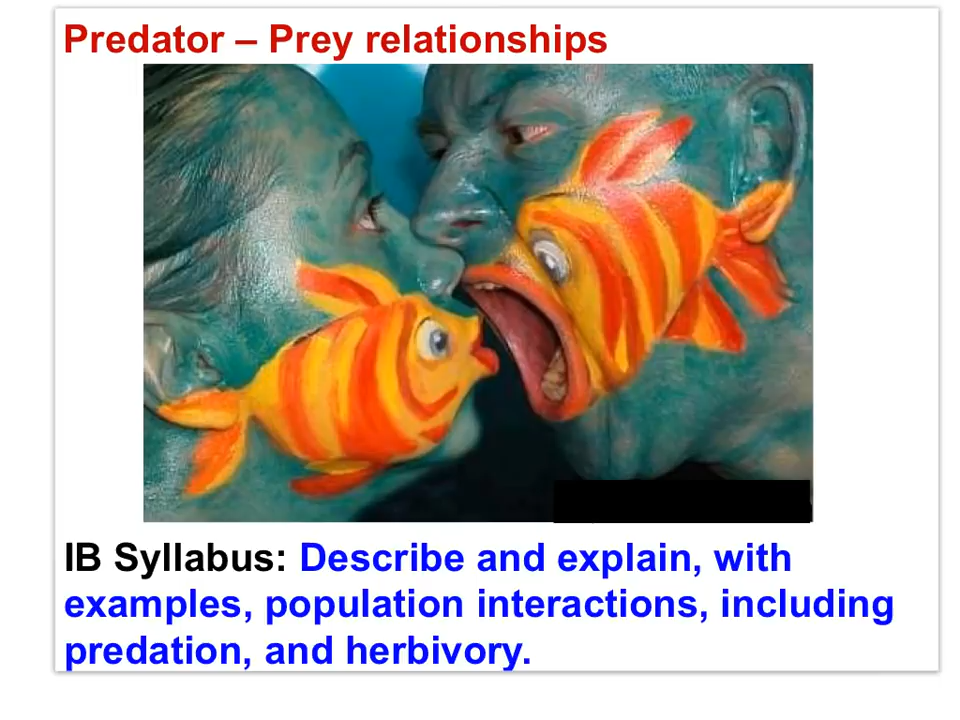 Predator – Prey relationships
IB Syllabus: Describe and explain, with
examples, population interactions, including
predation, and herbivory.